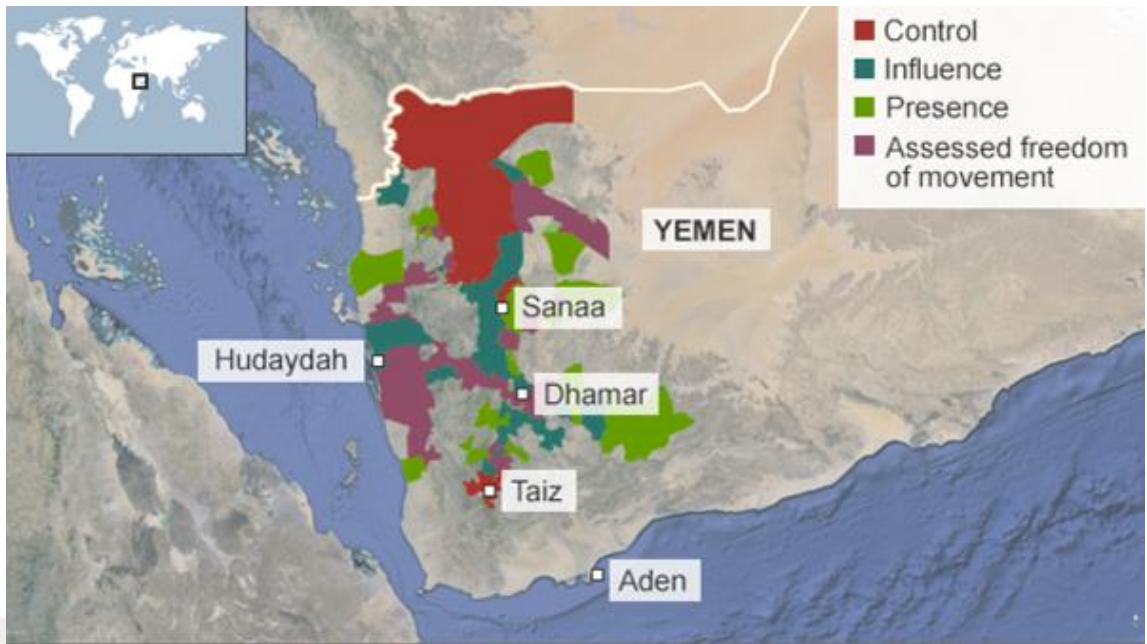 Control
Influence
Presence
Assessed freedom
of movement
YEMEN
Sanaa
Hudaydah
Dhamar
Taiz
Aden